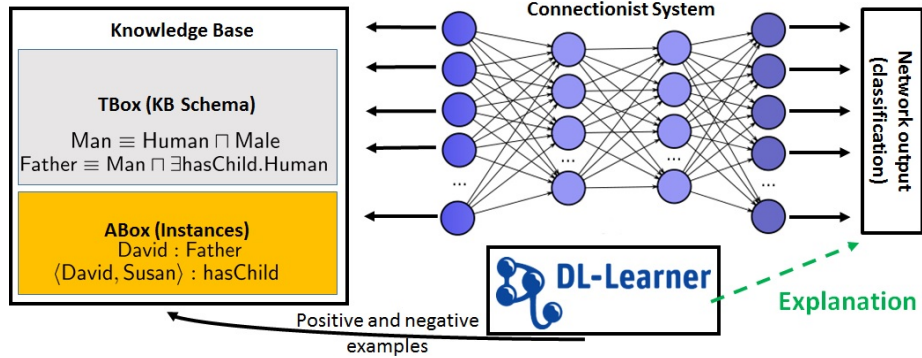 Knowledge Base
TBox (KB Schema)
Man ≡ Human ⊓ Male
Father ≡ Man ⊓ ∃hasChild.Human
ABox (Instances)
David : Father
⟨David, Susan⟩ : hasChild
Connectionist System
...
...
...
...
Network output
(classification)
DL-Learner
Explanation
Positive and negative
examples